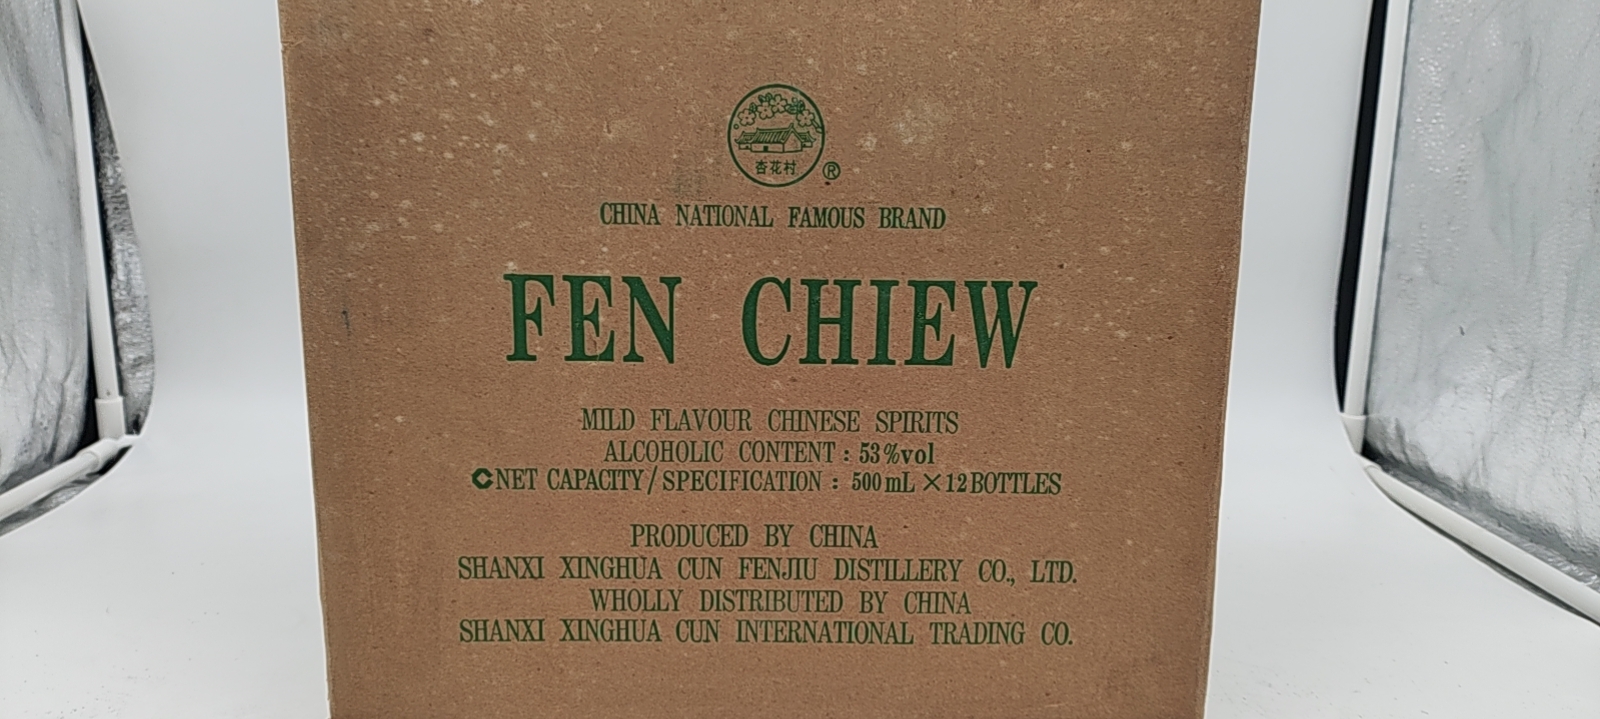 杏花村
®
CHINA NATIONAL FAMOUS BRAND
FEN CHIEW
MILD FLAVOUR CHINESE SPIRITS
ALCOHOLIC CONTENT : 53%vol
NET CAPACITY/SPECIFICATION : 500mL ×12BOTTLES
PRODUCED BY CHINA
SHANXI XINGHUA CUN FENJIU DISTILLERY CO., LTD.
WHOLLY DISTRIBUTED BY CHINA
SHANXI XINGHUA CUN INTERNATIONAL TRADING CO.